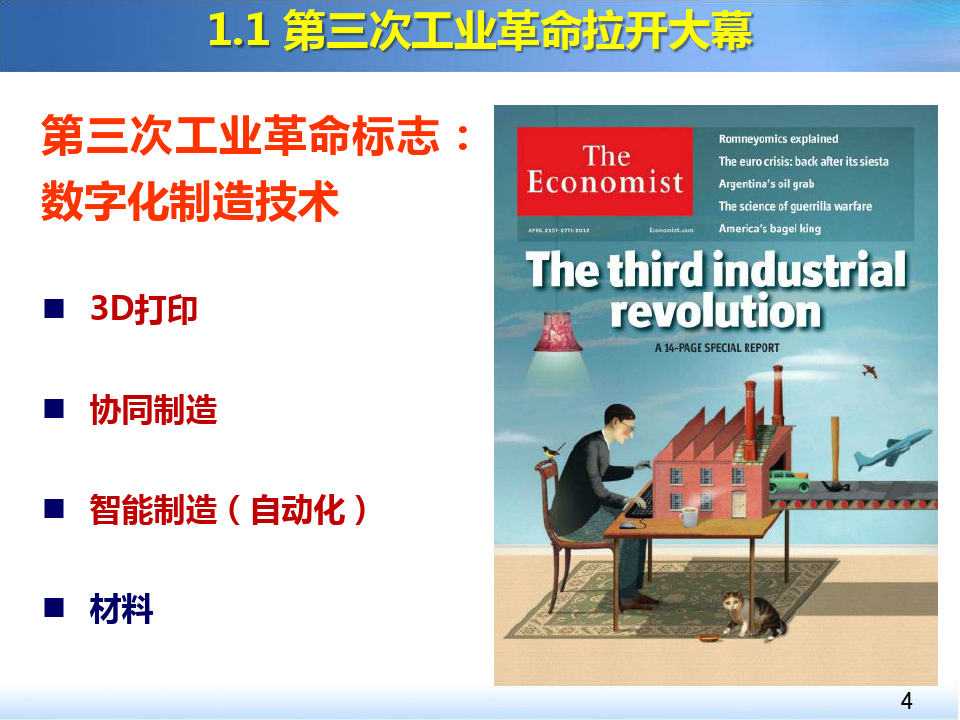 1.1 第三次工业革命拉开大幕
第三次工业革命标志：
数字化制造技术
3D打印
协同制造
智能制造（自动化）
材料
The
Economist
APRIL 21ST-27TH 2012
Economist.com
Romneyomics explained
The euro crisis: back after its siesta
Argentina's oil grab
The science of guerrilla warfare
America's bagel king
The third industrial
revolution
A 14-PAGE SPECIAL REPORT
4